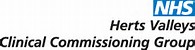 NHS
Herts Valleys
Clinical Commissioning Group